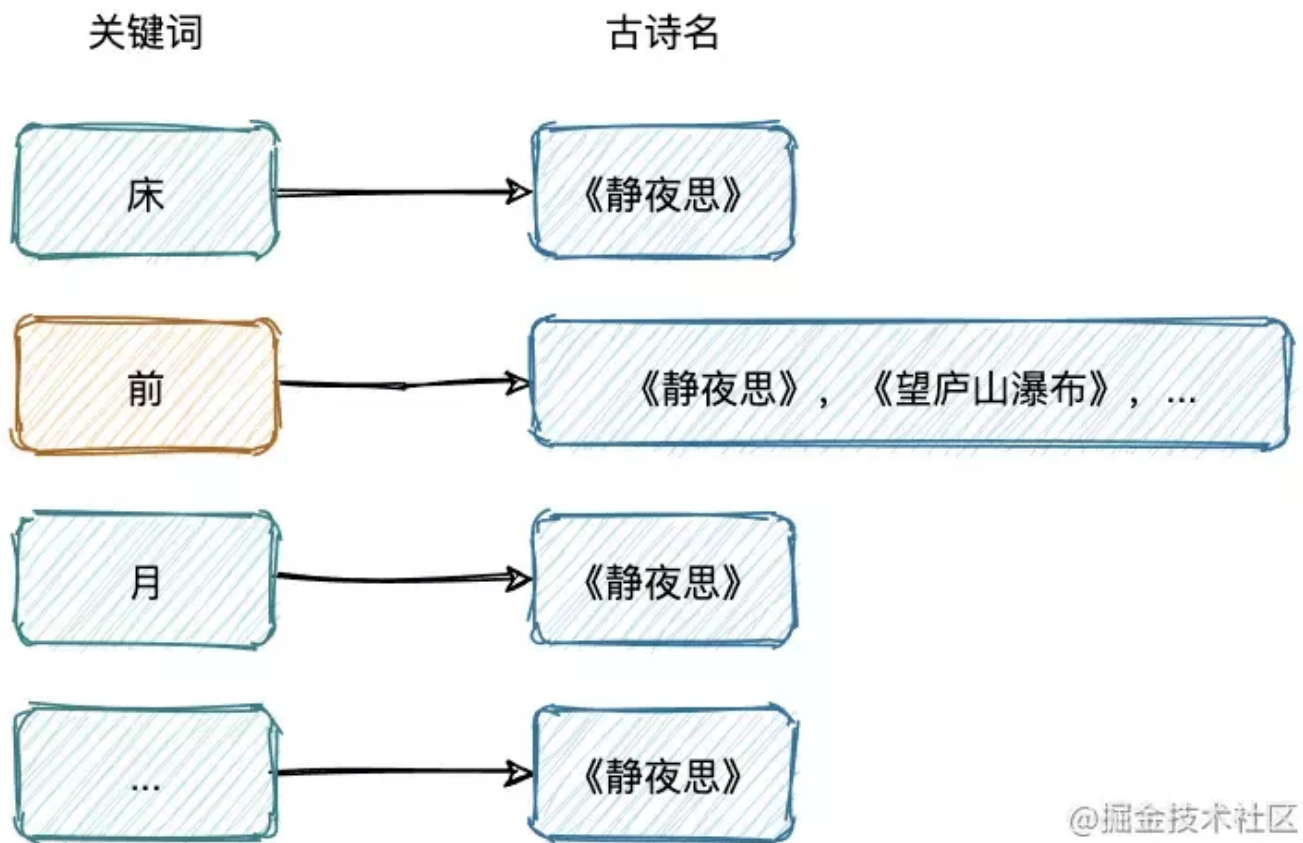 关键词 古诗名
床 《静夜思》
前 《静夜思》，《望庐山瀑布》，...
月 《静夜思》
... 《静夜思》
@掘金技术社区